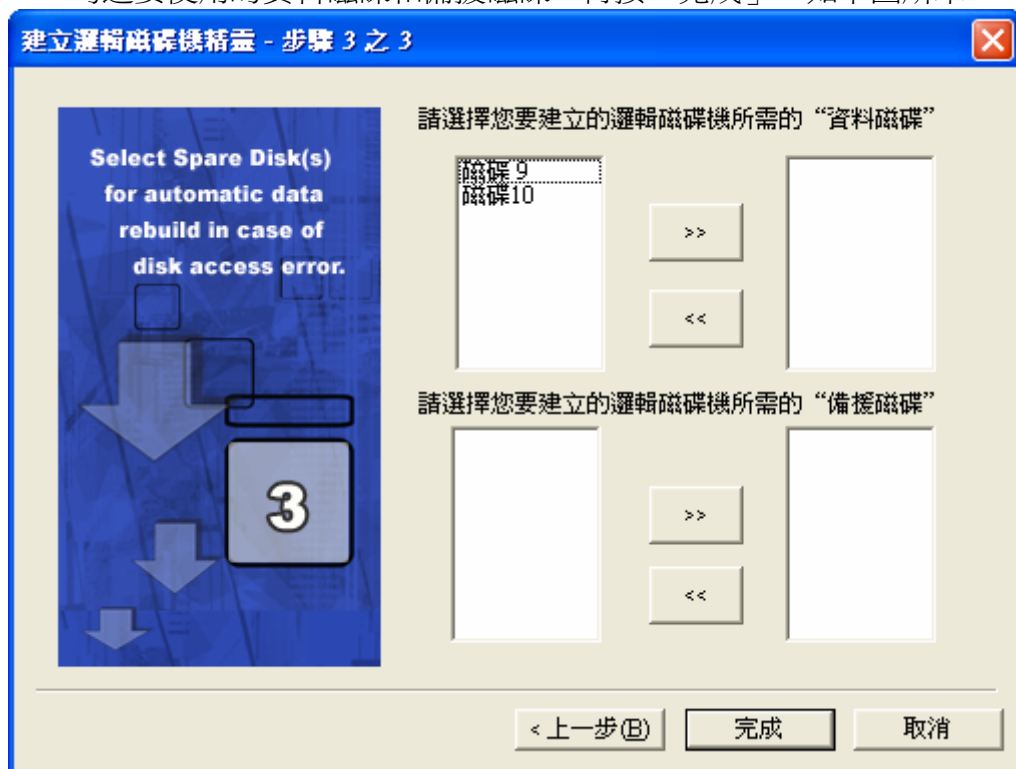 建立邏輯磁碟機精靈 - 步驟 3 之 3
Select Spare Disk(s)
for automatic data
rebuild in case of
disk access error.
3
請選擇您要建立的邏輯磁碟機所需的 “資料磁碟”
磁碟 9
磁碟10
>>
<<
請選擇您要建立的邏輯磁碟機所需的 “備援磁碟”
>>
<<
< 上一步(B)
完成
取消